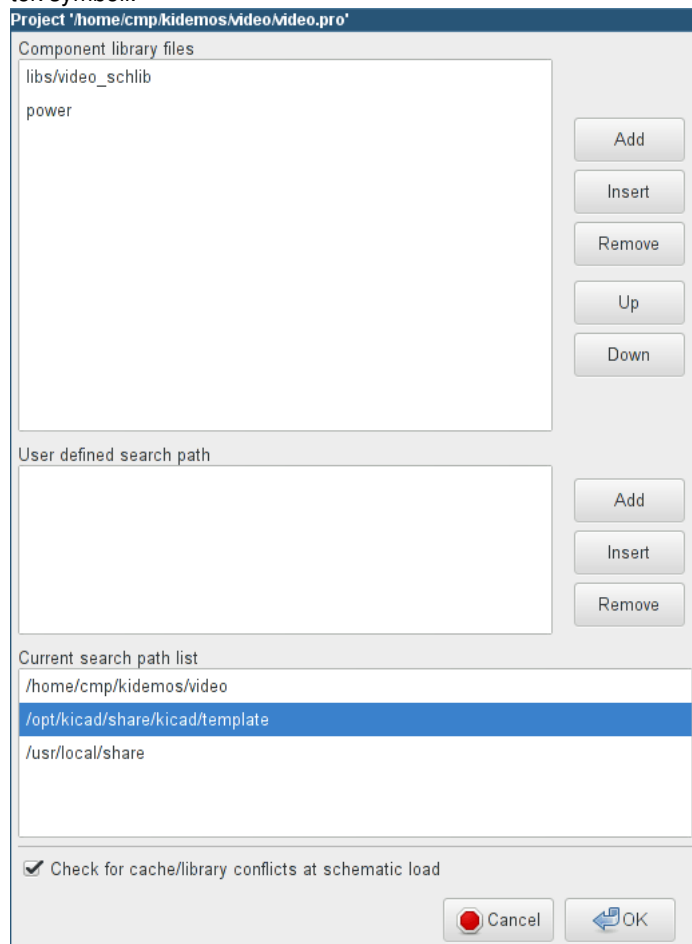 Project '/home/cmp/kidemos/video/video.pro'
Component library files
libs/video_schlib
power
Add
Insert
Remove
Up
Down
User defined search path
Add
Insert
Remove
Current search path list
/home/cmp/kidemos/video
/opt/kicad/share/kicad/template
/usr/local/share
Check for cache/library conflicts at schematic load
Cancel
OK